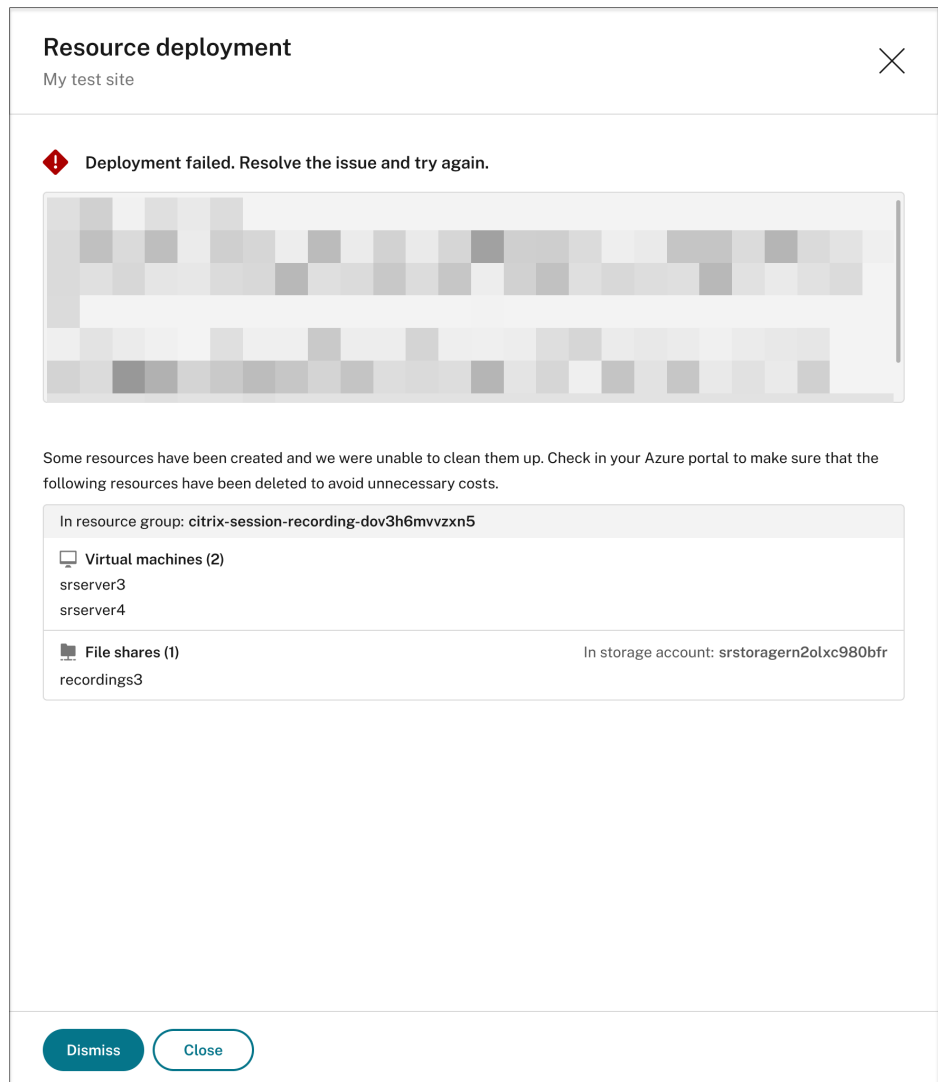 Resource deployment
My test site
Deployment failed. Resolve the issue and try again.
Some resources have been created and we were unable to clean them up. Check in your Azure portal to make sure that the
following resources have been deleted to avoid unnecessary costs.
In resource group: citrix-session-recording-dov3h6mvvzxn5
Virtual machines (2)
srserver3
srserver4
File shares (1) In storage account: srstoragern2olxc980bfr
recordings3
Dismiss Close